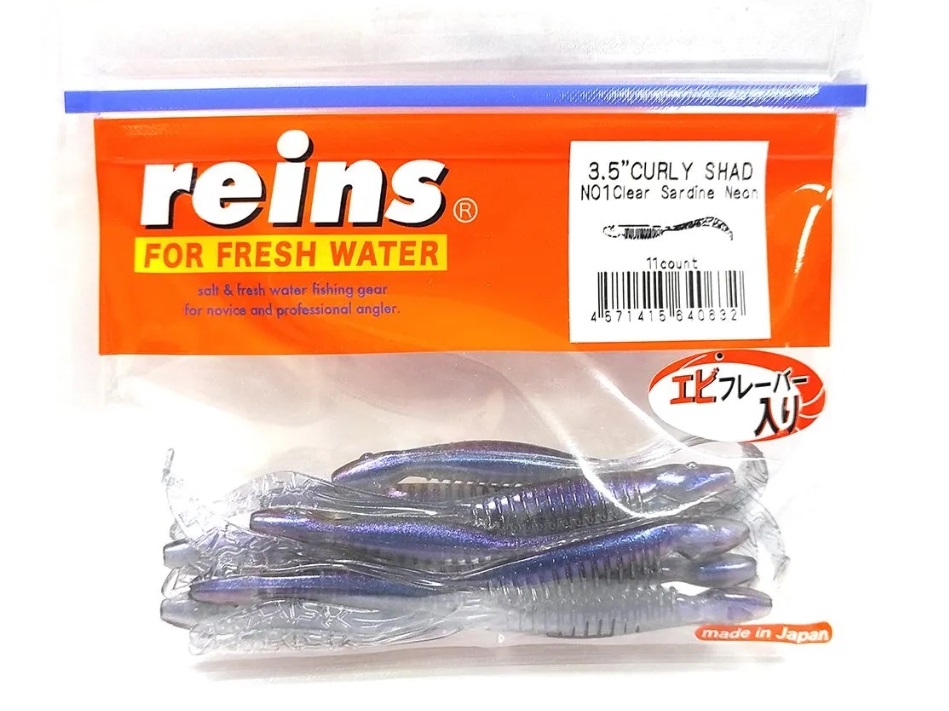 reins®
FOR FRESH WATER
salt & fresh water fishing gear
for novice and professional angler.
3.5"CURLY SHAD
N01Clear Sardine Neon
11count
4 571415 640632
エビフレーバー
入り
made in Japan